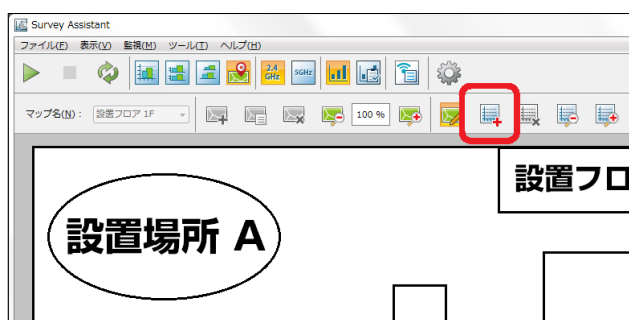 Survey Assistant
ファイル(F) 表示(V) 監視(M) ツール(T) ヘルプ(H)
2.4 GHz 5GHz
マップ名(N)： 設置フロア 1F 100 %
設置フロ
設置場所 A